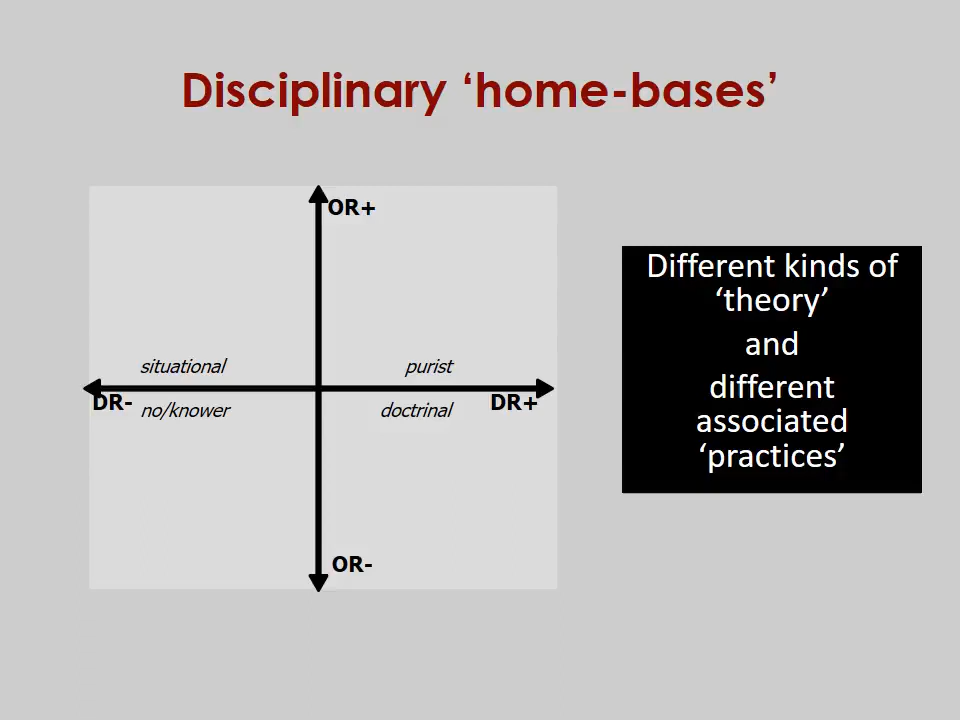 Disciplinary ‘home-bases’
OR+
situational
purist
DR-
no/knower
doctrinal
DR+
OR-
Different kinds of
‘theory’
and
different
associated
‘practices’